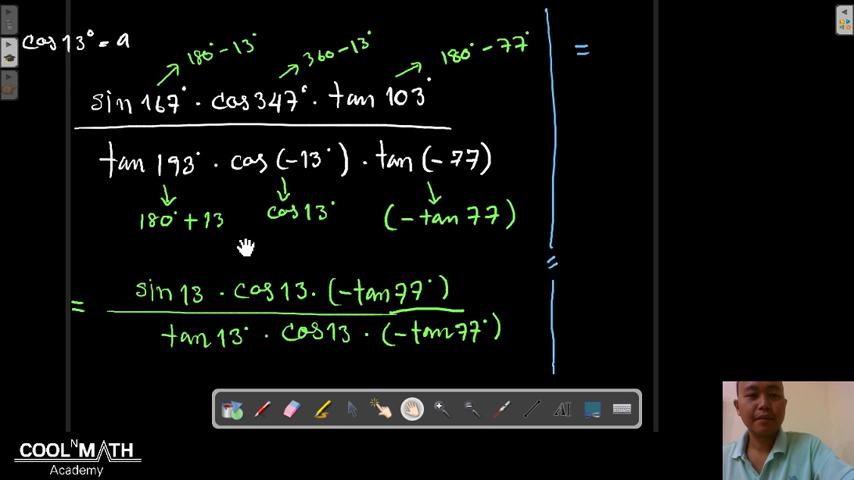 cos 13° = a
180° - 13°
360 - 13°
180° - 77°
=
sin 167° · cos 347° · tan 103°
tan 193° · cos (-13°) · tan (-77)
180° + 13
cos 13°
(-tan 77)
=
= sin 13 · cos 13 · (-tan 77°)
tan 13° · cos 13 · (-tan 77°)
AI
COOL N MATH
Academy